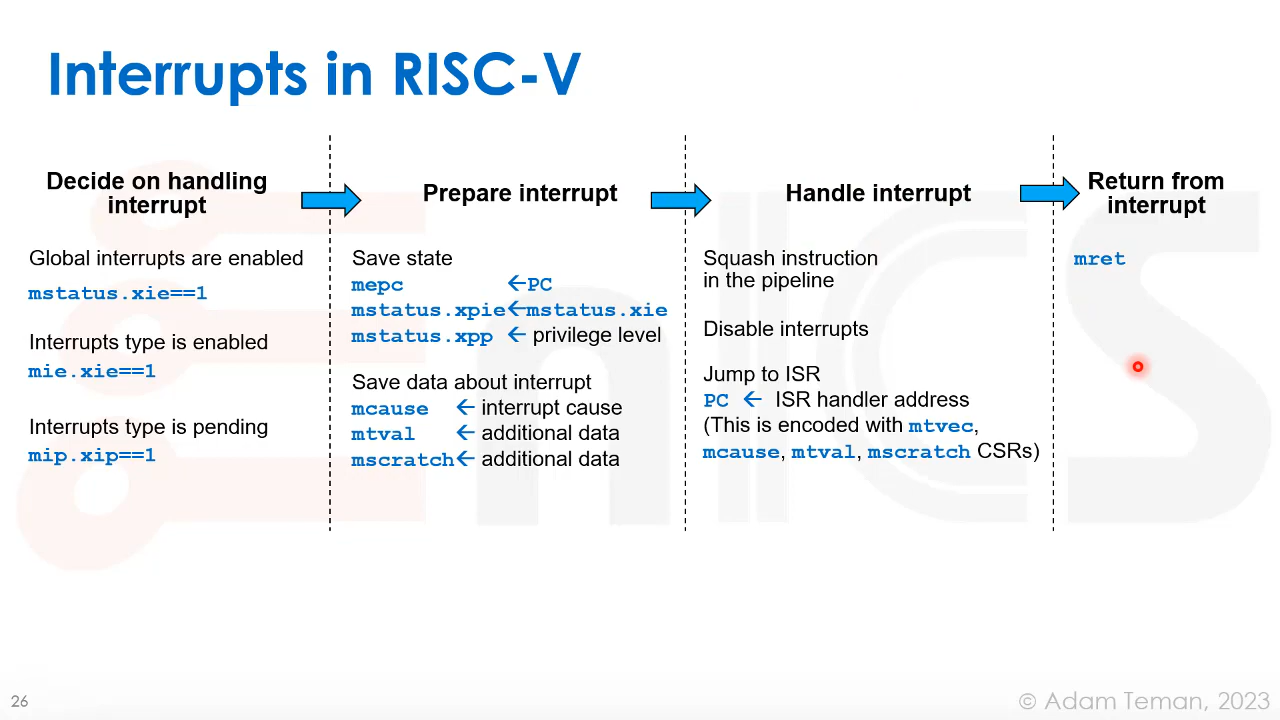 Interrupts in RISC-V
Decide on handling
interrupt
Global interrupts are enabled
mstatus.xie==1
Interrupts type is enabled
mie.xie==1
Interrupts type is pending
mip.xip==1
Prepare interrupt
Save state
mepc ←PC
mstatus.xpie←mstatus.xie
mstatus.xpp ← privilege level
Save data about interrupt
mcause ← interrupt cause
mtval ← additional data
mscratch← additional data
Handle interrupt
Squash instruction
in the pipeline
Disable interrupts
Jump to ISR
PC ← ISR handler address
(This is encoded with mtvec,
mcause, mtval, mscratch CSRs)
Return from
interrupt
mret
EnICS
26
© Adam Teman, 2023